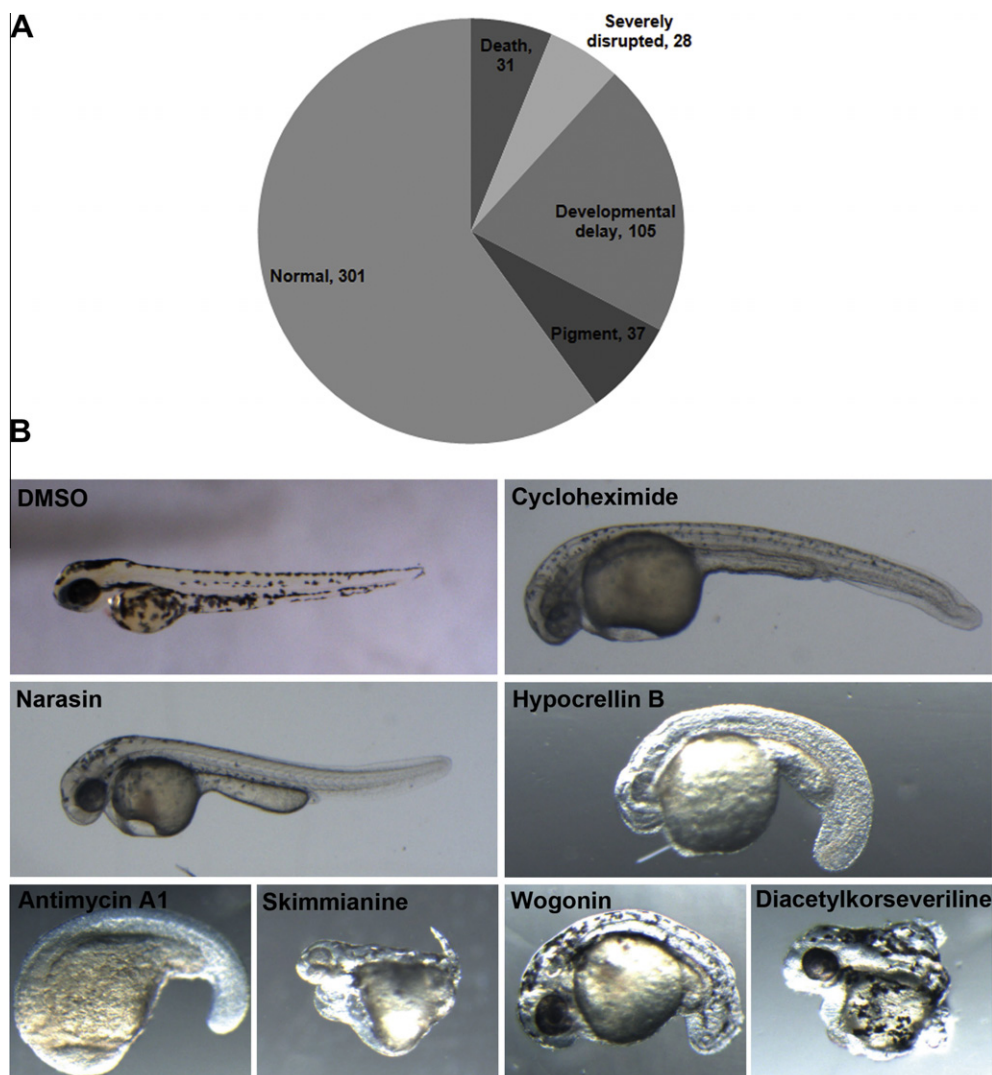 A
Death,
31
Severely
disrupted, 28
Developmental
delay, 105
Normal, 301
Pigment, 37
B
DMSO
Cycloheximide
Narasin
Hypocrellin B
Antimycin A1
Skimmianine
Wogonin
Diacetylkorseveriline